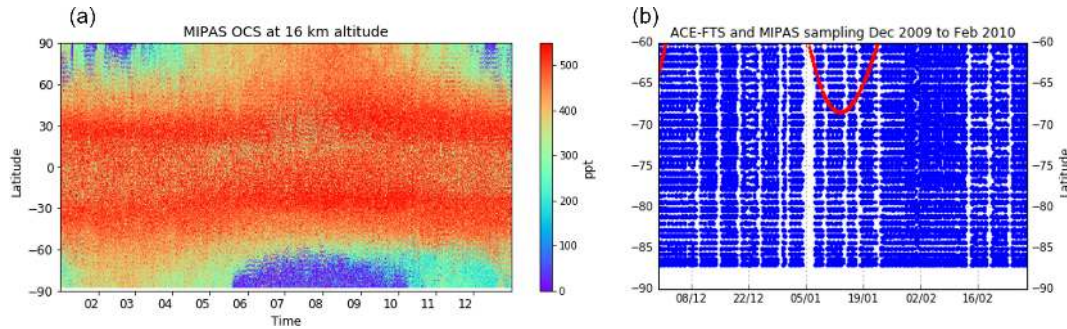 (a)
MIPAS OCS at 16 km altitude
90
60
30
0
−30
−60
−90
Latitude
02 03 04 05 06 07 08 09 10 11 12
Time
500
400
300
200
100
0
ppt
(b)
ACE-FTS and MIPAS sampling Dec 2009 to Feb 2010
−60
−65
−70
−75
−80
−85
−90
08/12 22/12 05/01 19/01 02/02 16/02
−60
−65
−70
−75
−80
−85
−90
Latitude